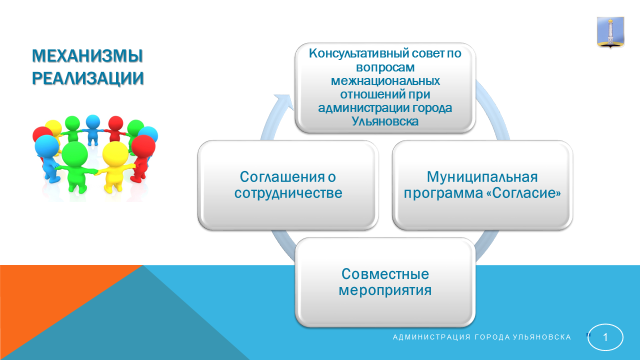 МЕХАНИЗМЫ
РЕАЛИЗАЦИИ
Консультативный совет по
вопросам
межнациональных
отношений при
администрации города
Ульяновска
Соглашения о
сотрудничестве
Муниципальная
программа «Согласие»
Совместные
мероприятия
АДМИНИСТРАЦИЯ ГОРОДА УЛЬЯНОВСКА
1